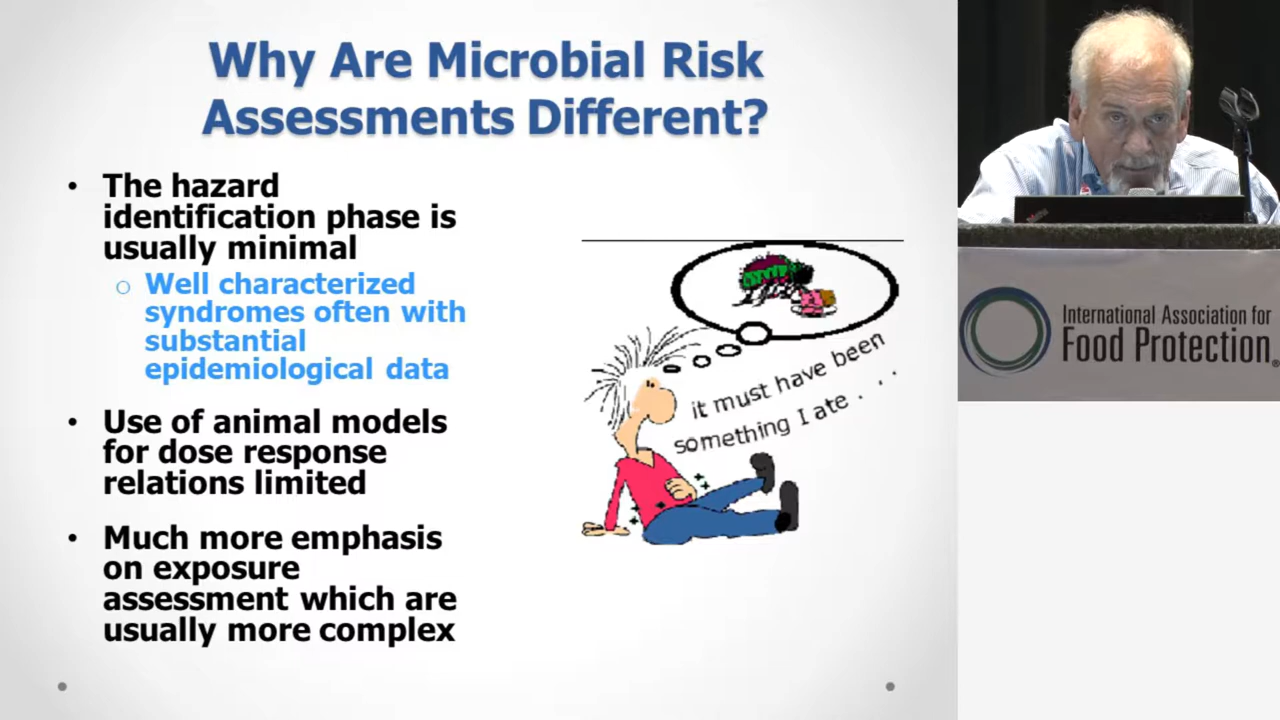 Why Are Microbial Risk
Assessments Different?
• The hazard
identification phase is
usually minimal
o Well characterized
syndromes often with
substantial
epidemiological data
• Use of animal models
for dose response
relations limited
• Much more emphasis
on exposure
assessment which are
usually more complex
it must have been
something I ate . . .
International Association for
Food Protection®